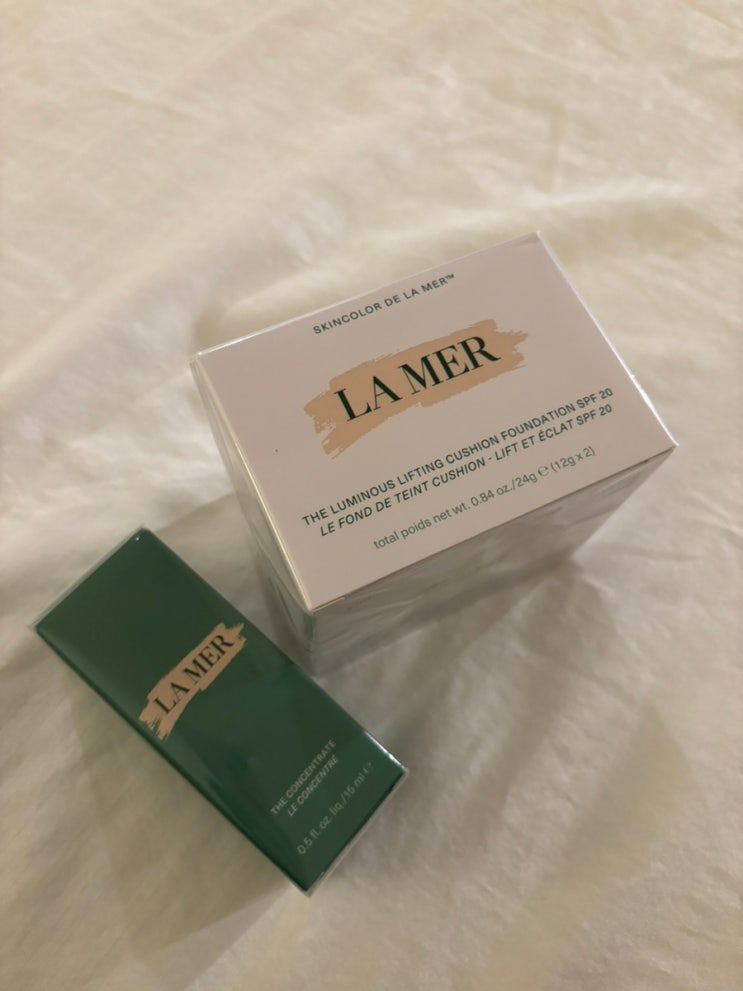 SKINCOLOR DE LA MER™
LA MER
THE LUMINOUS LIFTING CUSHION FOUNDATION SPF 20
LE FOND DE TEINT CUSHION - LIFT ET ÉCLAT SPF 20
total poids net wt. 0.84 oz./24g ℮ (12g x 2)
LA MER
THE CONCENTRATE
LE CONCENTRÉ
0.5 fl. oz. liq./15 ml ℮